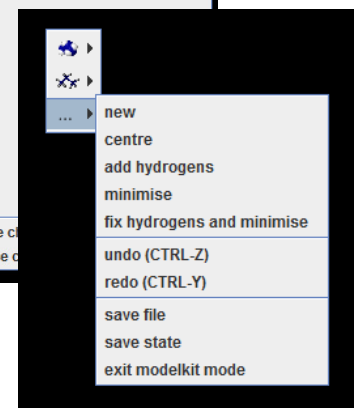 ...
new
centre
add hydrogens
minimise
fix hydrogens and minimise
undo (CTRL-Z)
redo (CTRL-Y)
save file
save state
exit modelkit mode